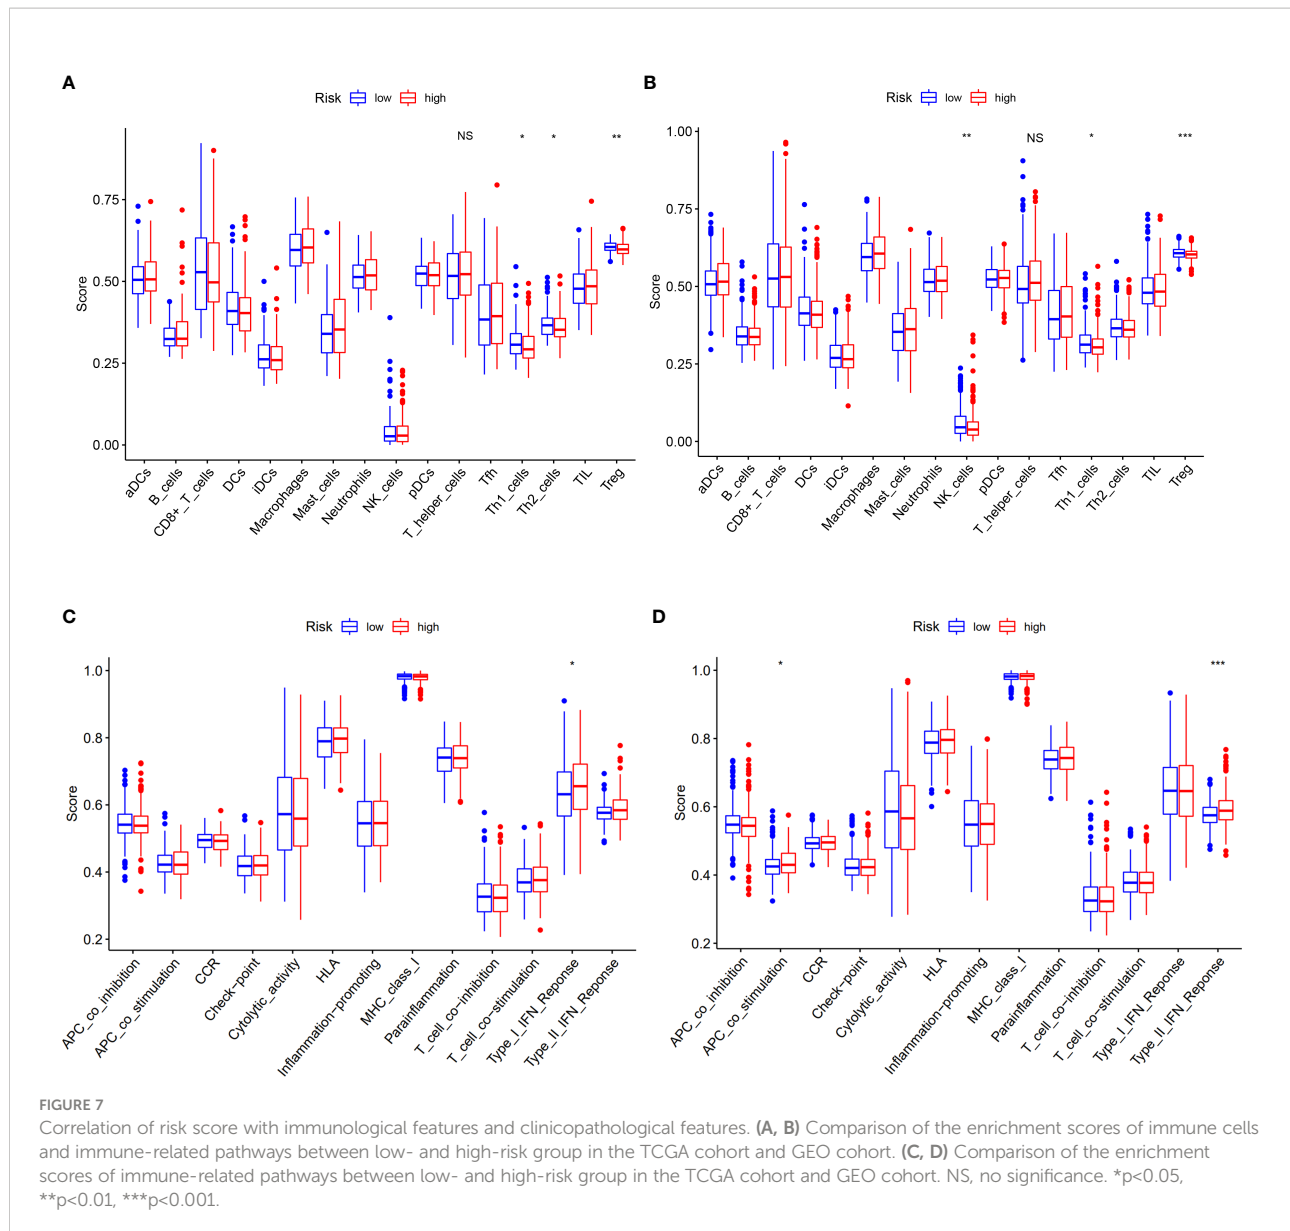 A
Risk low high
NS * * **
Score
0.75
0.50
0.25
0.00
aDCs
B_cells
CD8+_T_cells
DCs
iDCs
Macrophages
Mast_cells
Neutrophils
NK_cells
pDCs
T_helper_cells
Tfh
Th1_cells
Th2_cells
TIL
Treg
B
Risk low high
** NS * ***
Score
1.00
0.75
0.50
0.25
0.00
aDCs
B_cells
CD8+_T_cells
DCs
iDCs
Macrophages
Mast_cells
Neutrophils
NK_cells
pDCs
T_helper_cells
Tfh
Th1_cells
Th2_cells
TIL
Treg
C
Risk low high
*
Score
1.0
0.8
0.6
0.4
0.2
APC_co_inhibition
APC_co_stimulation
CCR
Check-point
Cytolytic_activity
HLA
Inflammation-promoting
MHC_class_I
Parainflammation
T_cell_co-inhibition
T_cell_co-stimulation
Type_I_IFN_Reponse
Type_II_IFN_Reponse
D
Risk low high
* ***
Score
1.0
0.8
0.6
0.4
0.2
APC_co_inhibition
APC_co_stimulation
CCR
Check-point
Cytolytic_activity
HLA
Inflammation-promoting
MHC_class_I
Parainflammation
T_cell_co-inhibition
T_cell_co-stimulation
Type_I_IFN_Reponse
Type_II_IFN_Reponse
FIGURE 7
Correlation of risk score with immunological features and clinicopathological features. (A, B) Comparison of the enrichment scores of immune cells
and immune-related pathways between low- and high-risk group in the TCGA cohort and GEO cohort. (C, D) Comparison of the enrichment
scores of immune-related pathways between low- and high-risk group in the TCGA cohort and GEO cohort. NS, no significance. *p<0.05,
**p<0.01, ***p<0.001.